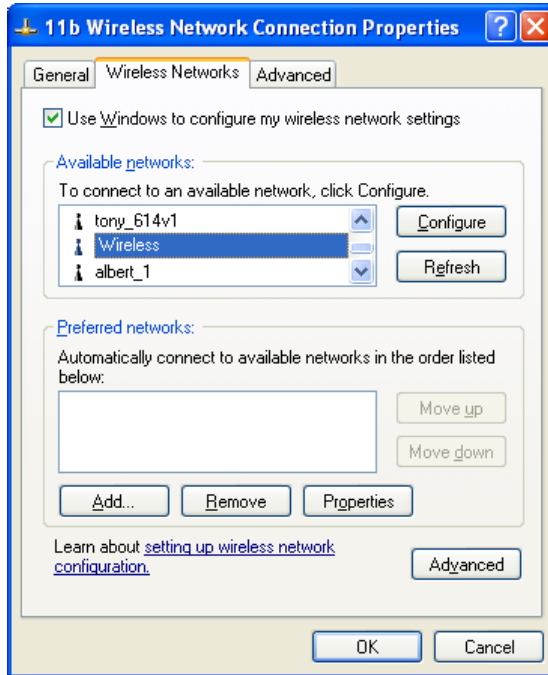 11b Wireless Network Connection Properties
General Wireless Networks Advanced
Use Windows to configure my wireless network settings
Available networks:
To connect to an available network, click Configure.
tony_614v1
Wireless
albert_1
Configure
Refresh
Preferred networks:
Automatically connect to available networks in the order listed
below:
Move up
Move down
Add... Remove Properties
Learn about setting up wireless network
configuration.
Advanced
OK Cancel